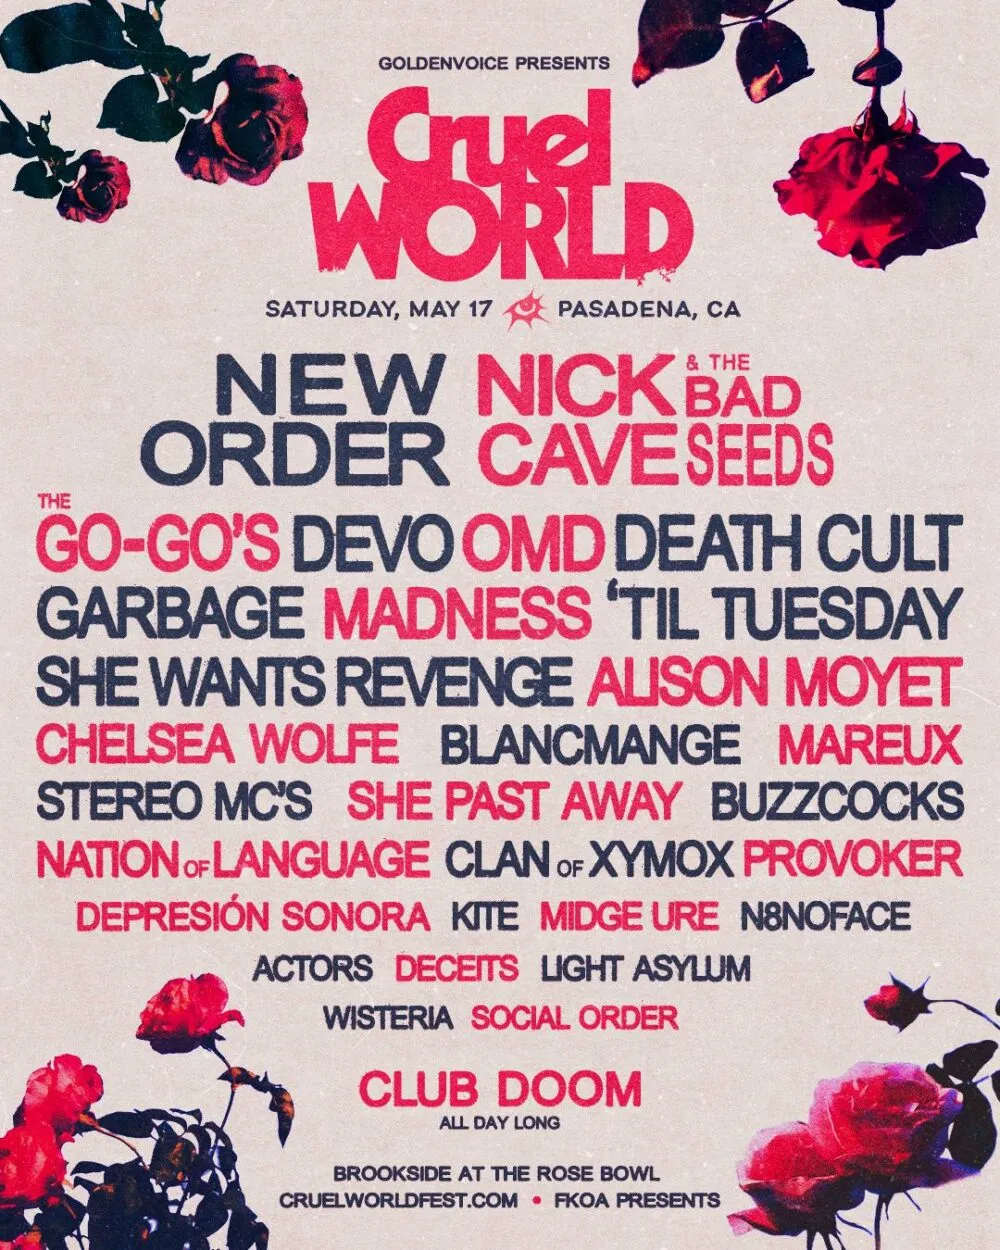 GOLDENVOICE PRESENTS
Cruel
WORLD
SATURDAY, MAY 17 PASADENA, CA
NEW ORDER
NICK CAVE & THE BAD SEEDS
THE GO-GO'S DEVO OMD DEATH CULT
GARBAGE MADNESS 'TIL TUESDAY
SHE WANTS REVENGE ALISON MOYET
CHELSEA WOLFE BLANCMANGE MAREUX
STEREO MC'S SHE PAST AWAY BUZZCOCKS
NATION OF LANGUAGE CLAN OF XYMOX PROVOKER
DEPRESIÓN SONORA KITE MIDGE URE N8NOFACE
ACTORS DECEITS LIGHT ASYLUM
WISTERIA SOCIAL ORDER
CLUB DOOM
ALL DAY LONG
BROOKSIDE AT THE ROSE BOWL
CRUELWORLDFEST.COM • FKOA PRESENTS